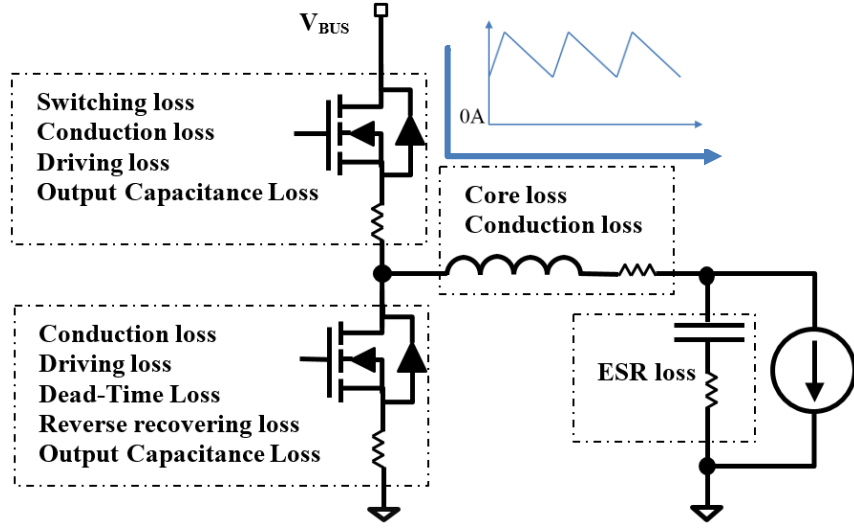 V_BUS
0A
Switching loss
Conduction loss
Driving loss
Output Capacitance Loss
Core loss
Conduction loss
Conduction loss
Driving loss
Dead-Time Loss
Reverse recovering loss
Output Capacitance Loss
ESR loss